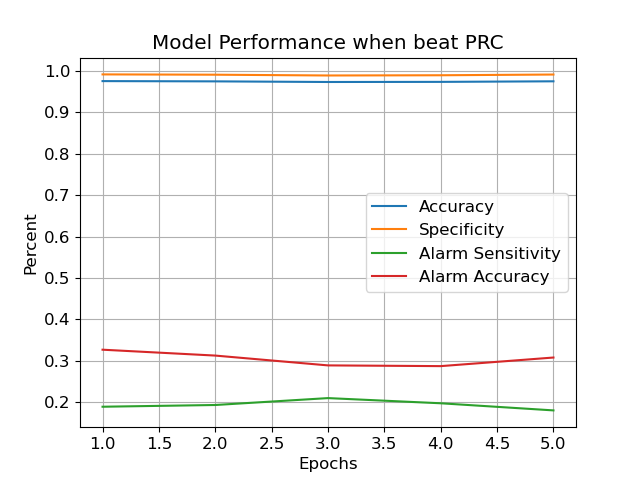 Model Performance when beat PRC
1.0
0.9
0.8
0.7
0.6
0.5
0.4
0.3
0.2
Percent
Accuracy
Specificity
Alarm Sensitivity
Alarm Accuracy
1.0 1.5 2.0 2.5 3.0 3.5 4.0 4.5 5.0
Epochs